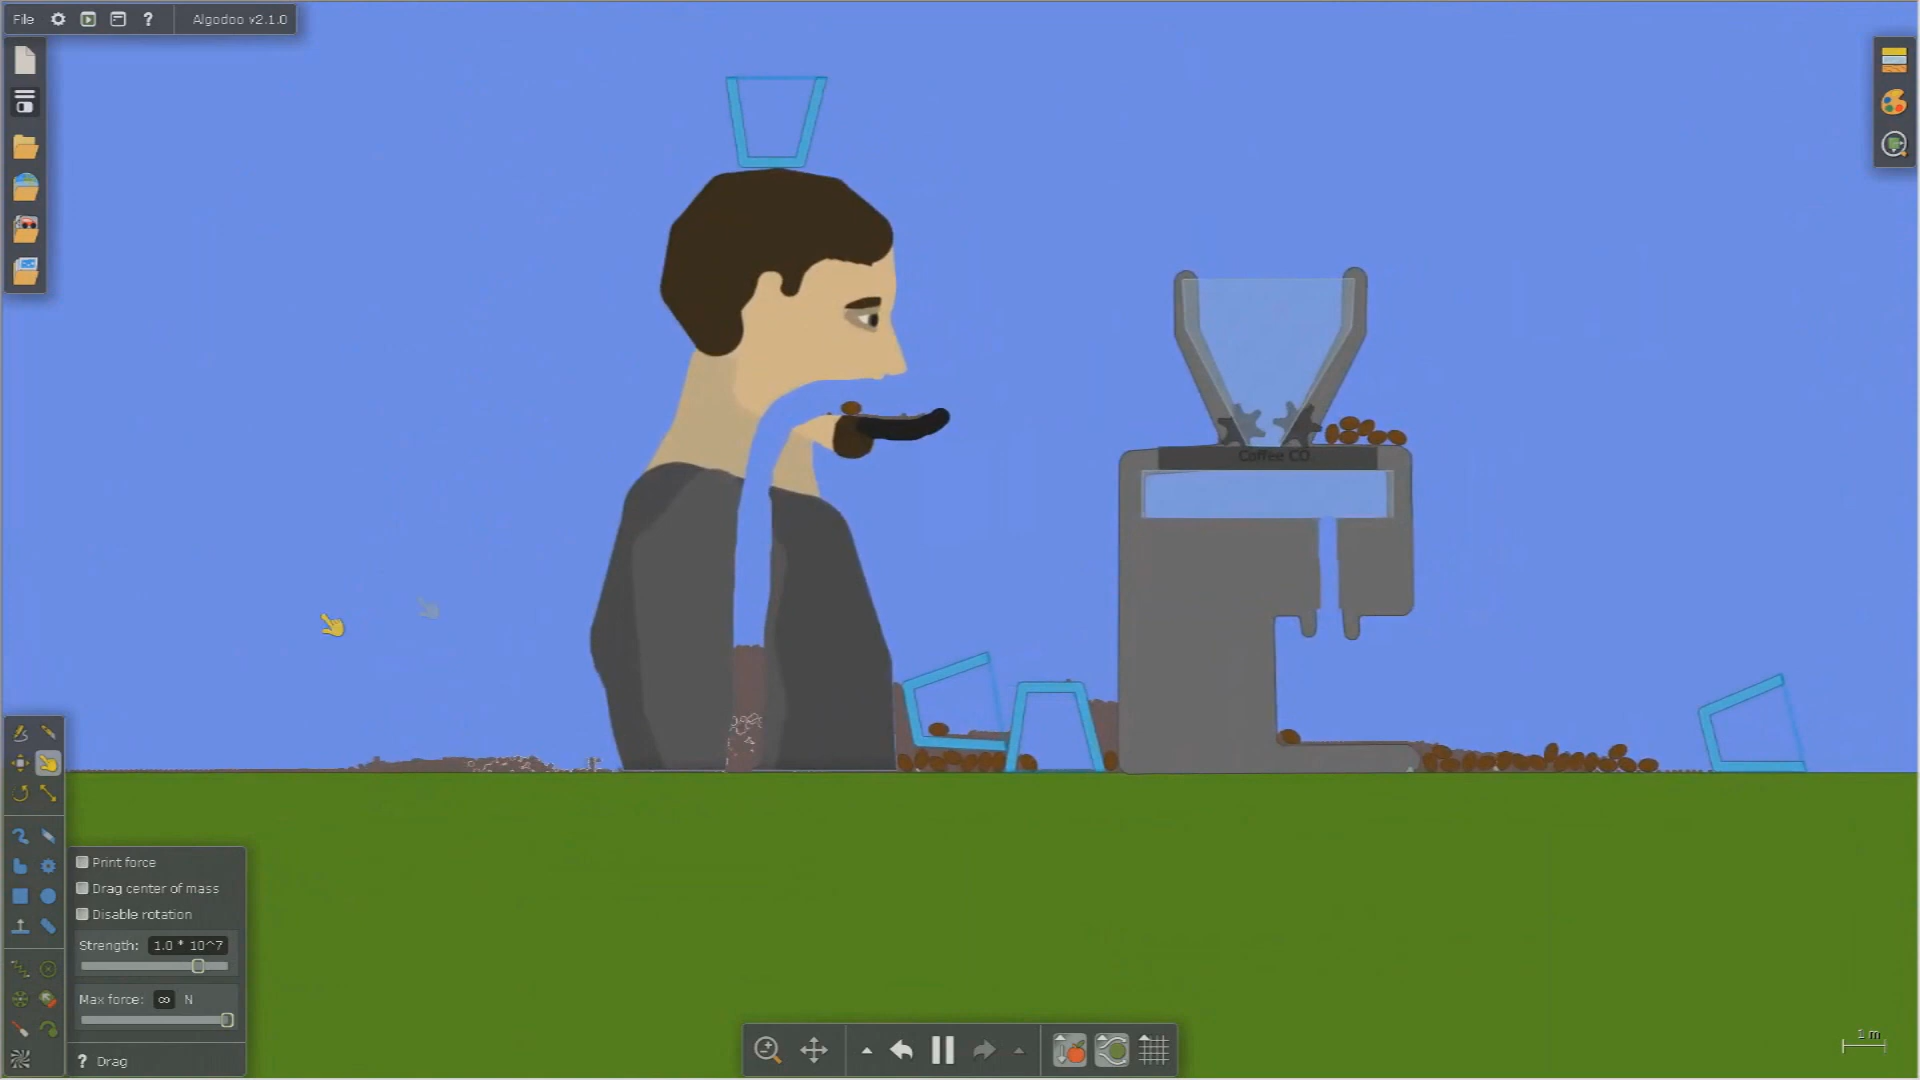 File
?
Algodoo v2.1.0
Coffee CO
Print force
Drag center of mass
Disable rotation
Strength: 1.0 * 10^7
Max force: ∞ N
? Drag
1 m